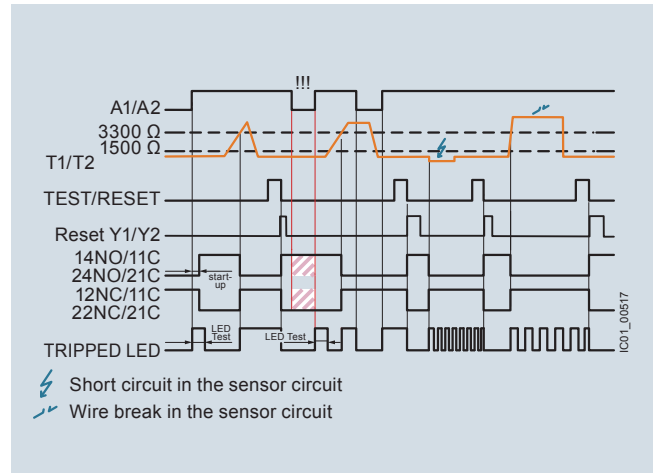 !!!
A1/A2
3300 Ω
1500 Ω
T1/T2
TEST/RESET
Reset Y1/Y2
14NO/11C
24NO/21C
start-
up
12NC/11C
22NC/21C
LED
Test
LED Test
TRIPPED LED
IC01_00517
Short circuit in the sensor circuit
Wire break in the sensor circuit